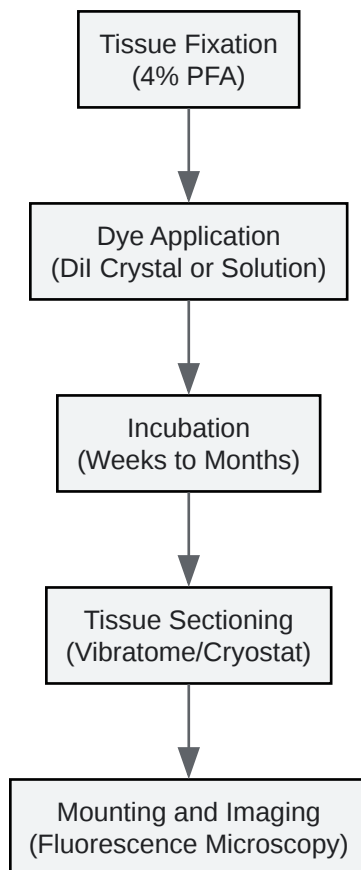 Tissue Fixation
(4% PFA)
Dye Application
(DiI Crystal or Solution)
Incubation
(Weeks to Months)
Tissue Sectioning
(Vibratome/Cryostat)
Mounting and Imaging
(Fluorescence Microscopy)